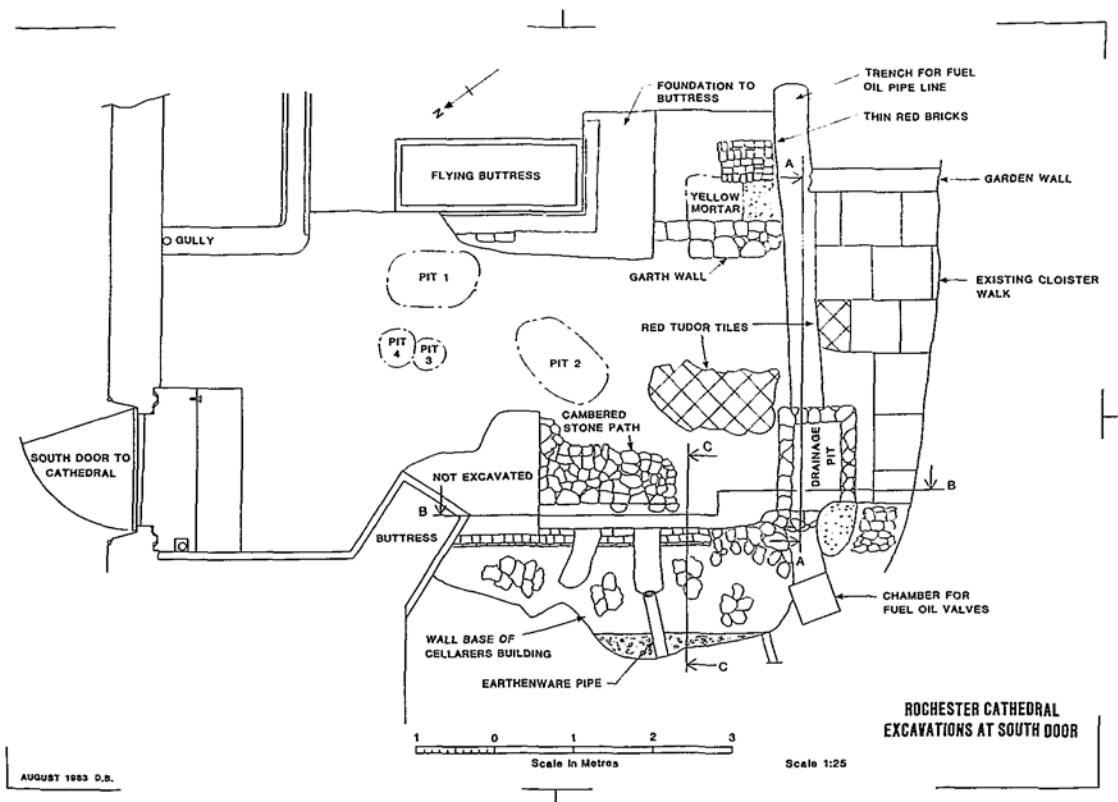 FOUNDATION TO
BUTTRESS
TRENCH FOR FUEL
OIL PIPE LINE
THIN RED BRICKS
N
A
FLYING BUTTRESS
GARDEN WALL
YELLOW
MORTAR
GULLY
PIT 1
GARTH WALL
EXISTING CLOISTER
WALK
RED TUDOR TILES
PIT
4
PIT
3
PIT 2
CAMBERED
STONE PATH
SOUTH DOOR TO
CATHEDRAL
C
DRAINAGE
PIT
NOT EXCAVATED
B
B
BUTTRESS
A
CHAMBER FOR
FUEL OIL VALVES
WALL BASE OF
CELLARERS BUILDING
C
EARTHENWARE PIPE
ROCHESTER CATHEDRAL
EXCAVATIONS AT SOUTH DOOR
1 0 1 2 3
Scale in Metres
Scale 1:25
AUGUST 1983 D.B.